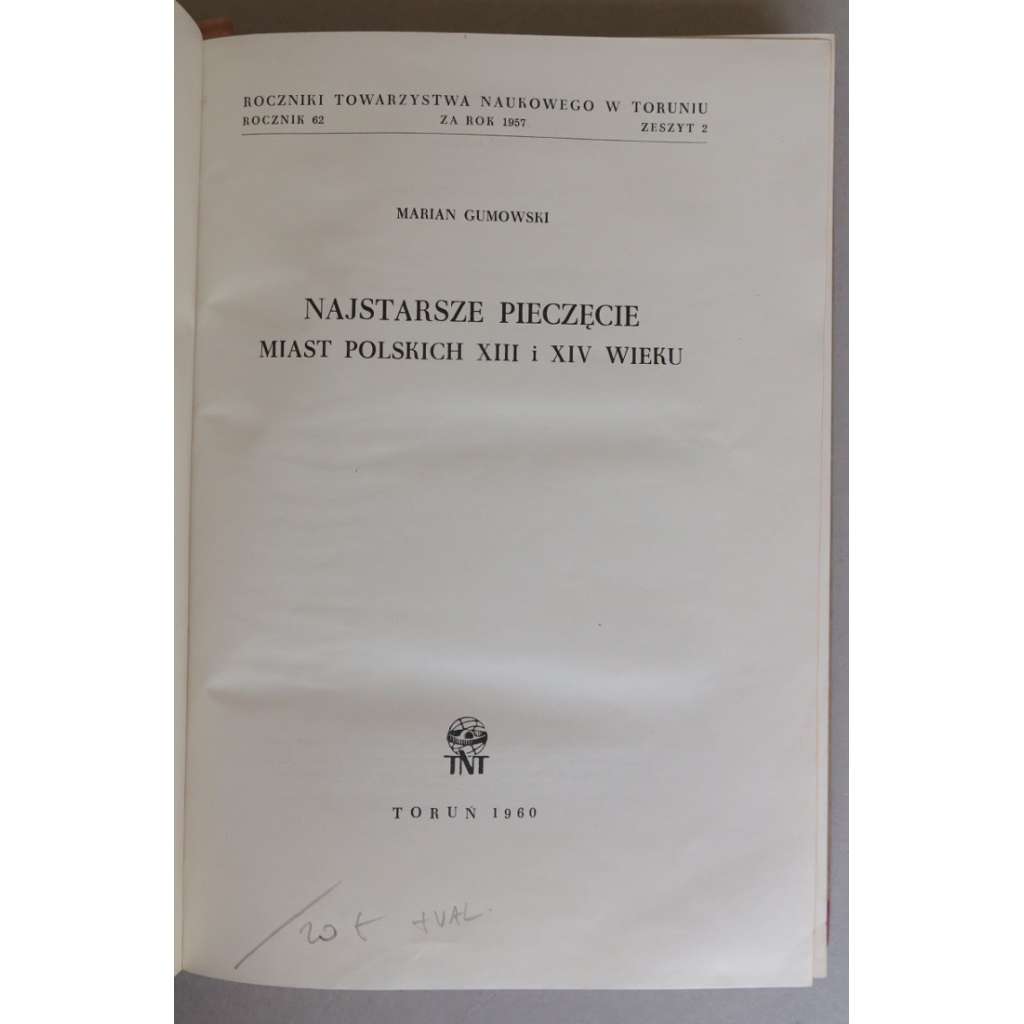 ROCZNIKI TOWARZYSTWA NAUKOWEGO W TORUNIU
ROCZNIK 62 ZA ROK 1957 ZESZYT 2
MARIAN GUMOWSKI
NAJSTARSZE PIECZĘCIE
MIAST POLSKICH XIII i XIV WIEKU
TNT
TORUŃ 1960